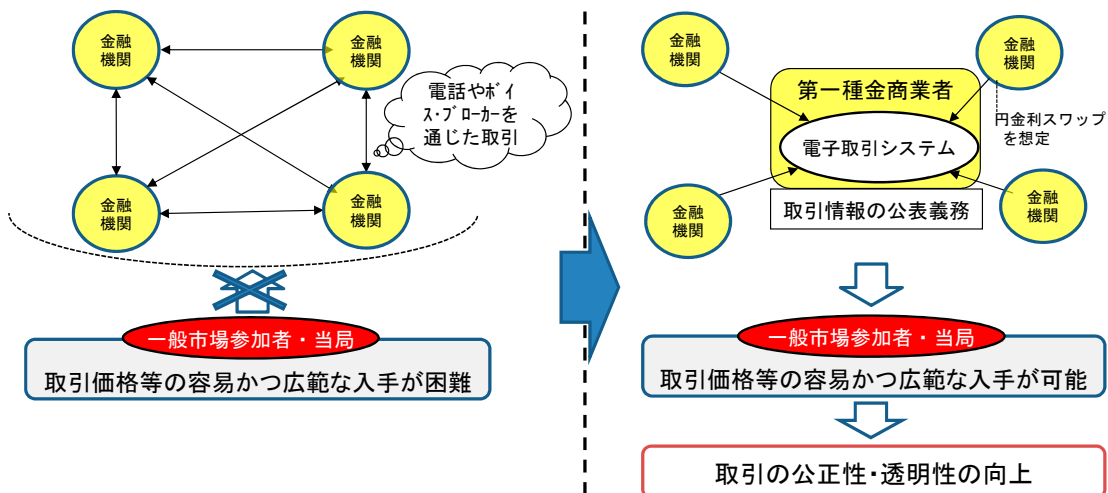 金融
機関
金融
機関
電話やﾎﾞｲ
ｽ･ﾌﾞﾛｰｶｰを
通じた取引
金融
機関
金融
機関
一般市場参加者・当局
取引価格等の容易かつ広範な入手が困難
金融
機関
金融
機関
第一種金商業者
円金利スワップ
を想定
電子取引システム
金融
機関
金融
機関
取引情報の公表義務
一般市場参加者・当局
取引価格等の容易かつ広範な入手が可能
取引の公正性・透明性の向上